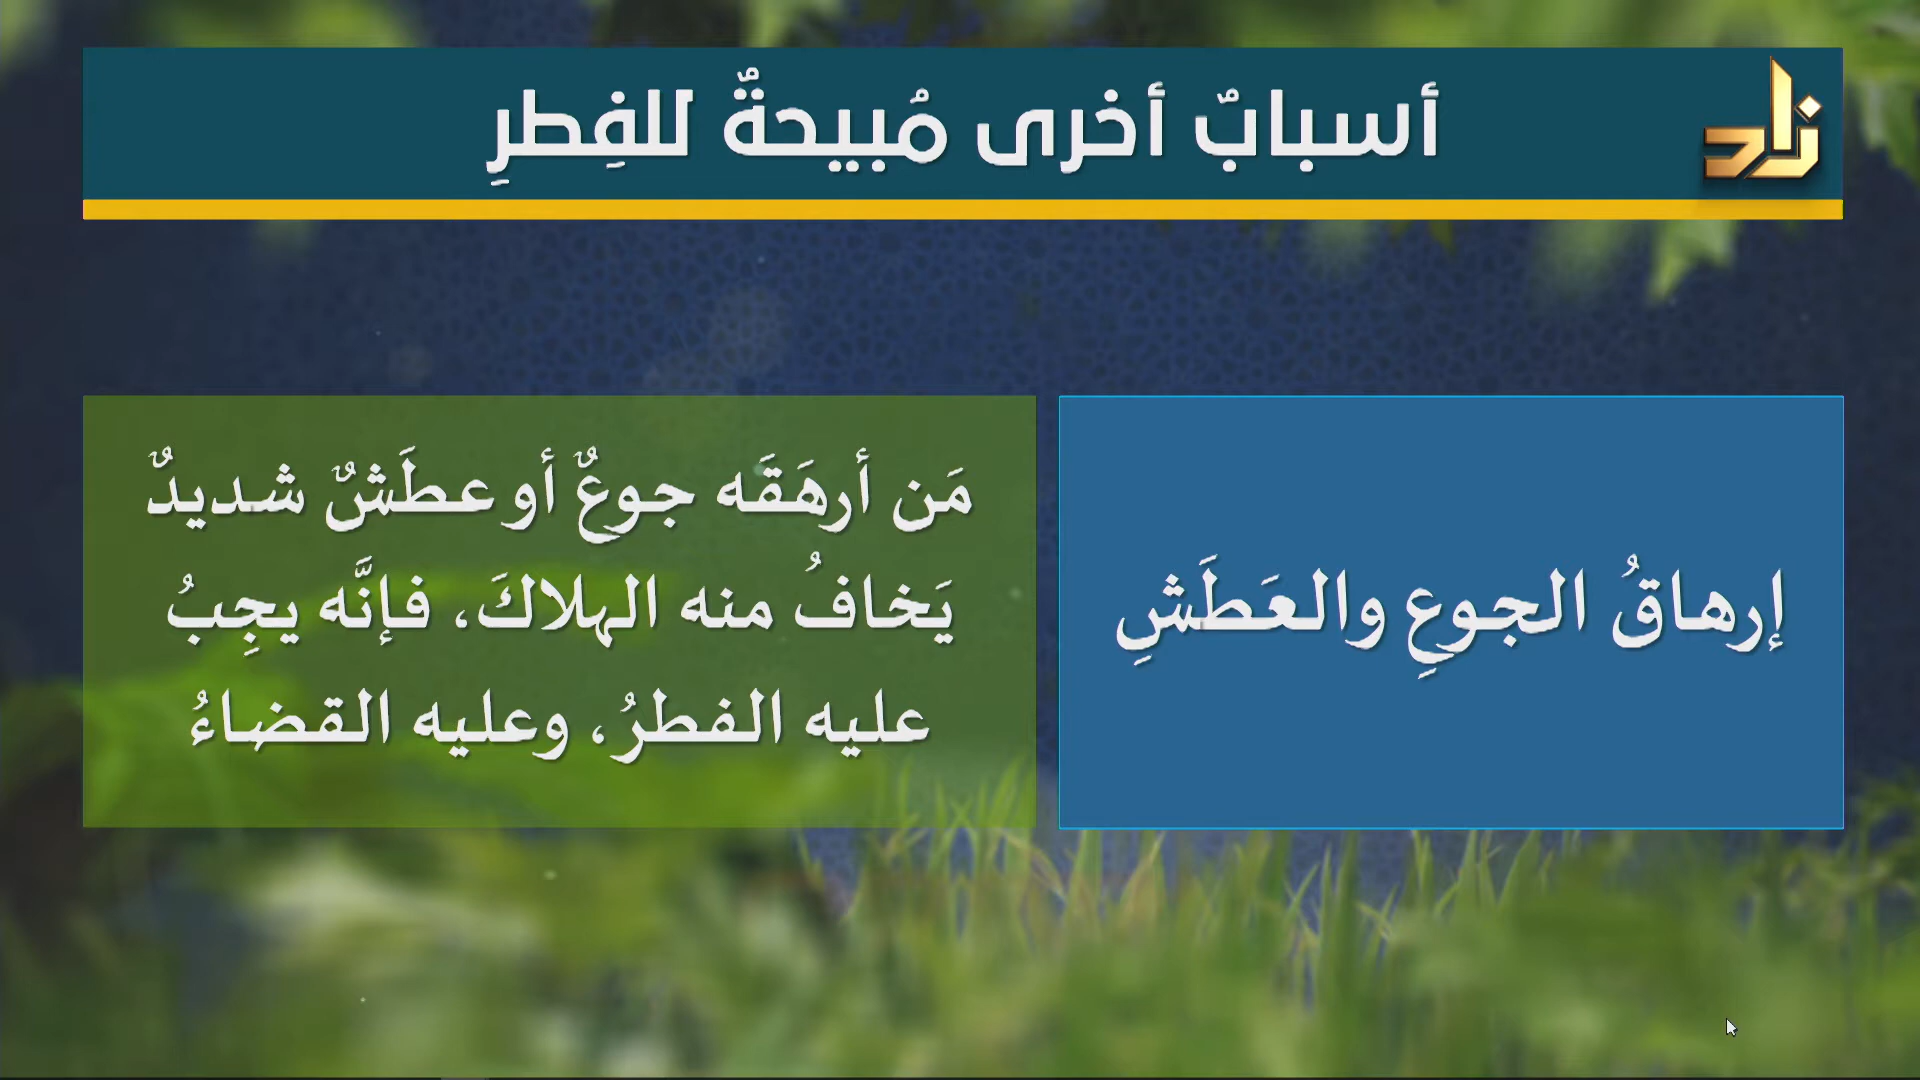 زاد
أسبابٌ أخرى مُبيحةٌ للفِطرِ
إرهاقُ الجوعِ والعَطَشِ
مَن أرهَقَه جوعٌ أو عطَشٌ شديدٌ
يَخافُ منه الهلاكَ، فإنَّه يجِبُ
عليه الفطرُ، وعليه القضاءُ